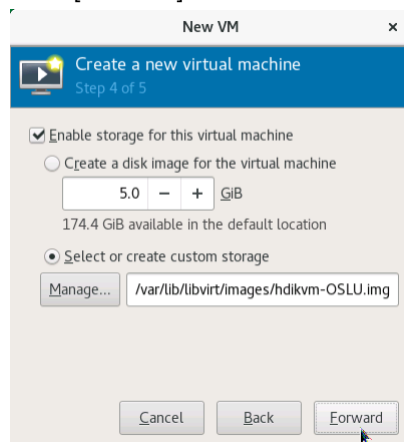 New VM ×
Create a new virtual machine
Step 4 of 5
Enable storage for this virtual machine
Create a disk image for the virtual machine
5.0 − + GiB
174.4 GiB available in the default location
Select or create custom storage
Manage... /var/lib/libvirt/images/hdikvm-OSLU.img
Cancel Back Forward